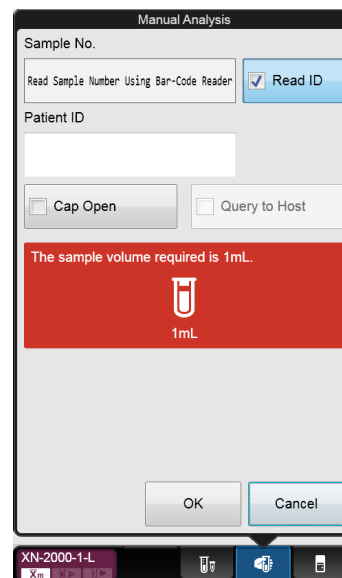 Manual Analysis
Sample No.
Read Sample Number Using Bar-Code Reader
Read ID
Patient ID
Cap Open
Query to Host
The sample volume required is 1mL.
1mL
OK
Cancel
XN-2000-1-L
Xm